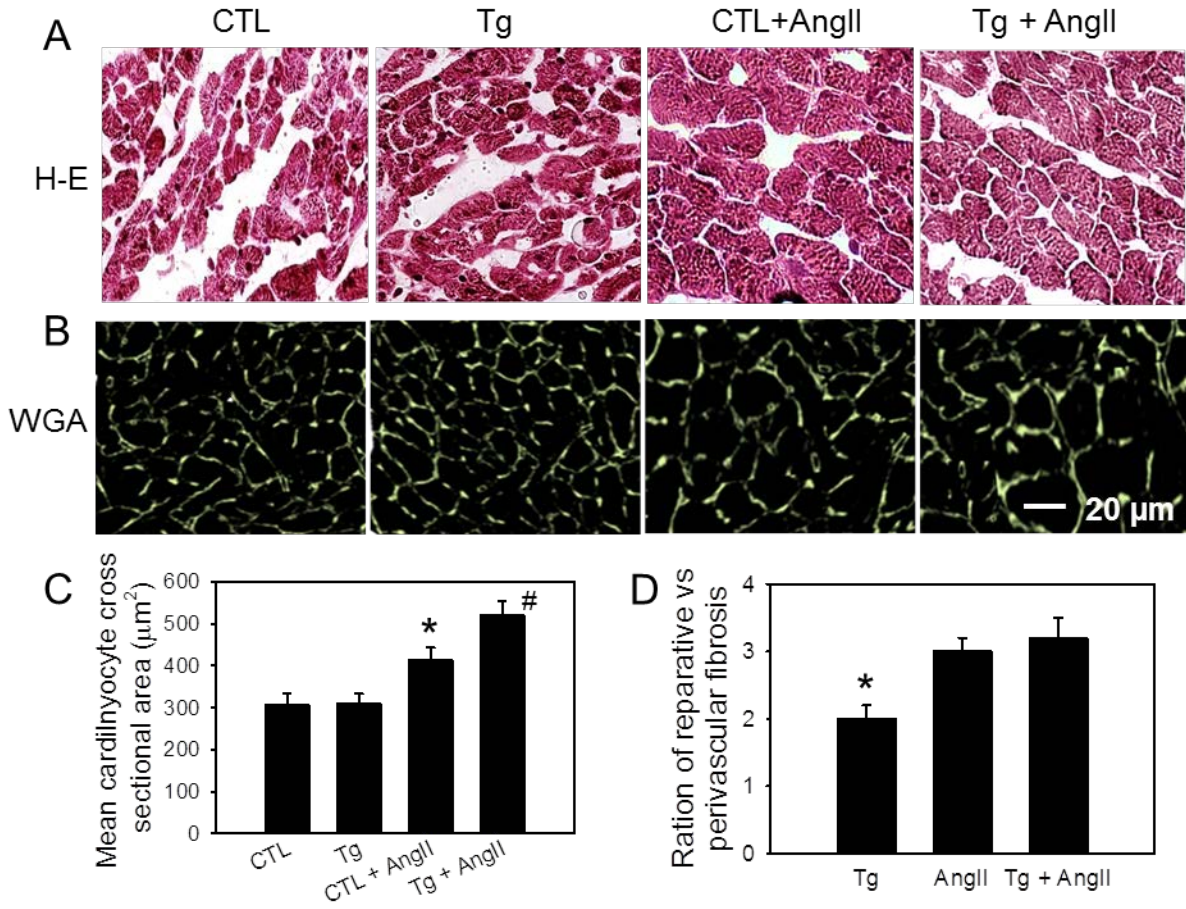 A
CTL
Tg
CTL+AngII
Tg + AngII
H-E
B
WGA
20 µm
C
Mean cardilnyocyte cross
sectional area (µm²)
600
500
400
300
200
100
0
*
#
CTL
Tg
CTL + AngII
Tg + AngII
D
Ration of reparative vs
perivascular fibrosis
4
3
2
1
0
*
Tg
AngII
Tg + AngII